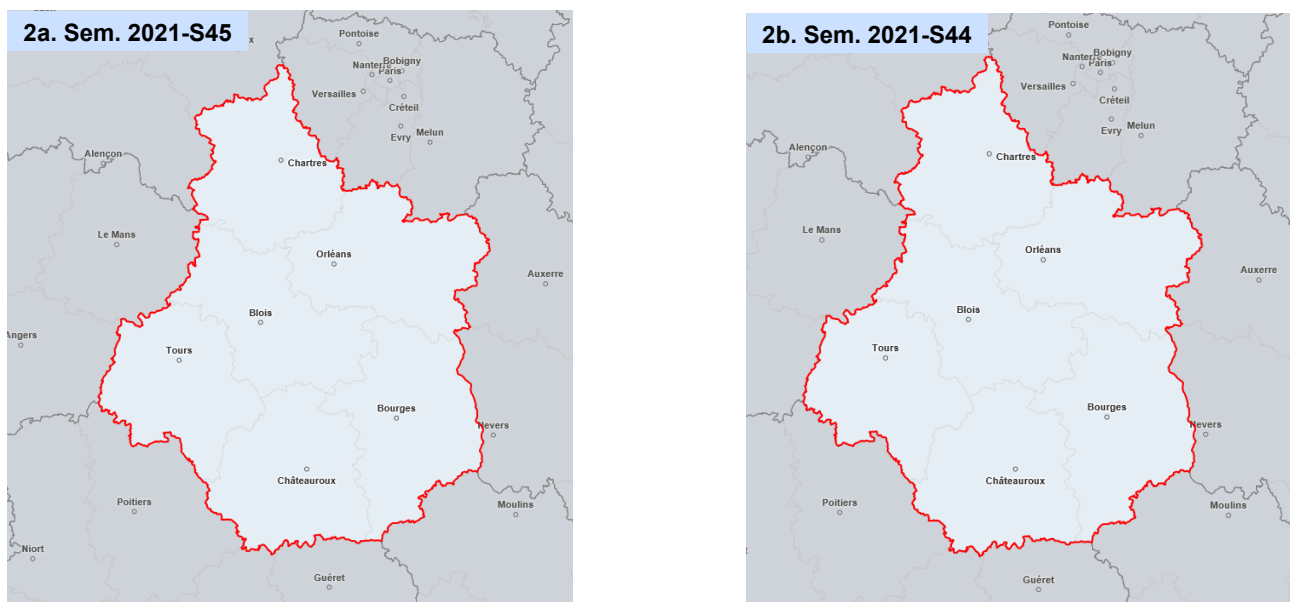 2a. Sem. 2021-S45
Pontoise
Bobigny
Nanterre
Paris
Versailles
Créteil
Evry
Melun
Alençon
Chartres
Le Mans
Orléans
Auxerre
Blois
Angers
Tours
Bourges
Nevers
Châteauroux
Poitiers
Moulins
Niort
Guéret
2b. Sem. 2021-S44
Pontoise
Bobigny
Nanterre
Paris
Versailles
Créteil
Evry
Melun
Alençon
Chartres
Le Mans
Orléans
Auxerre
Blois
Tours
Bourges
Nevers
Châteauroux
Poitiers
Moulins
Guéret